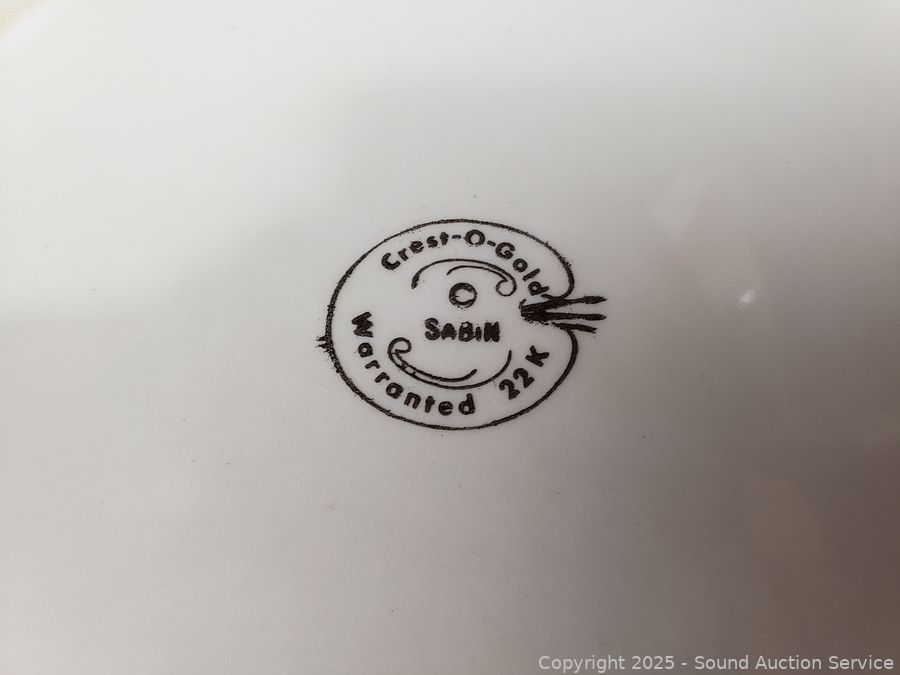 Crest-O-Gold
SABIN
Warranted 22K
Copyright 2025 - Sound Auction Service